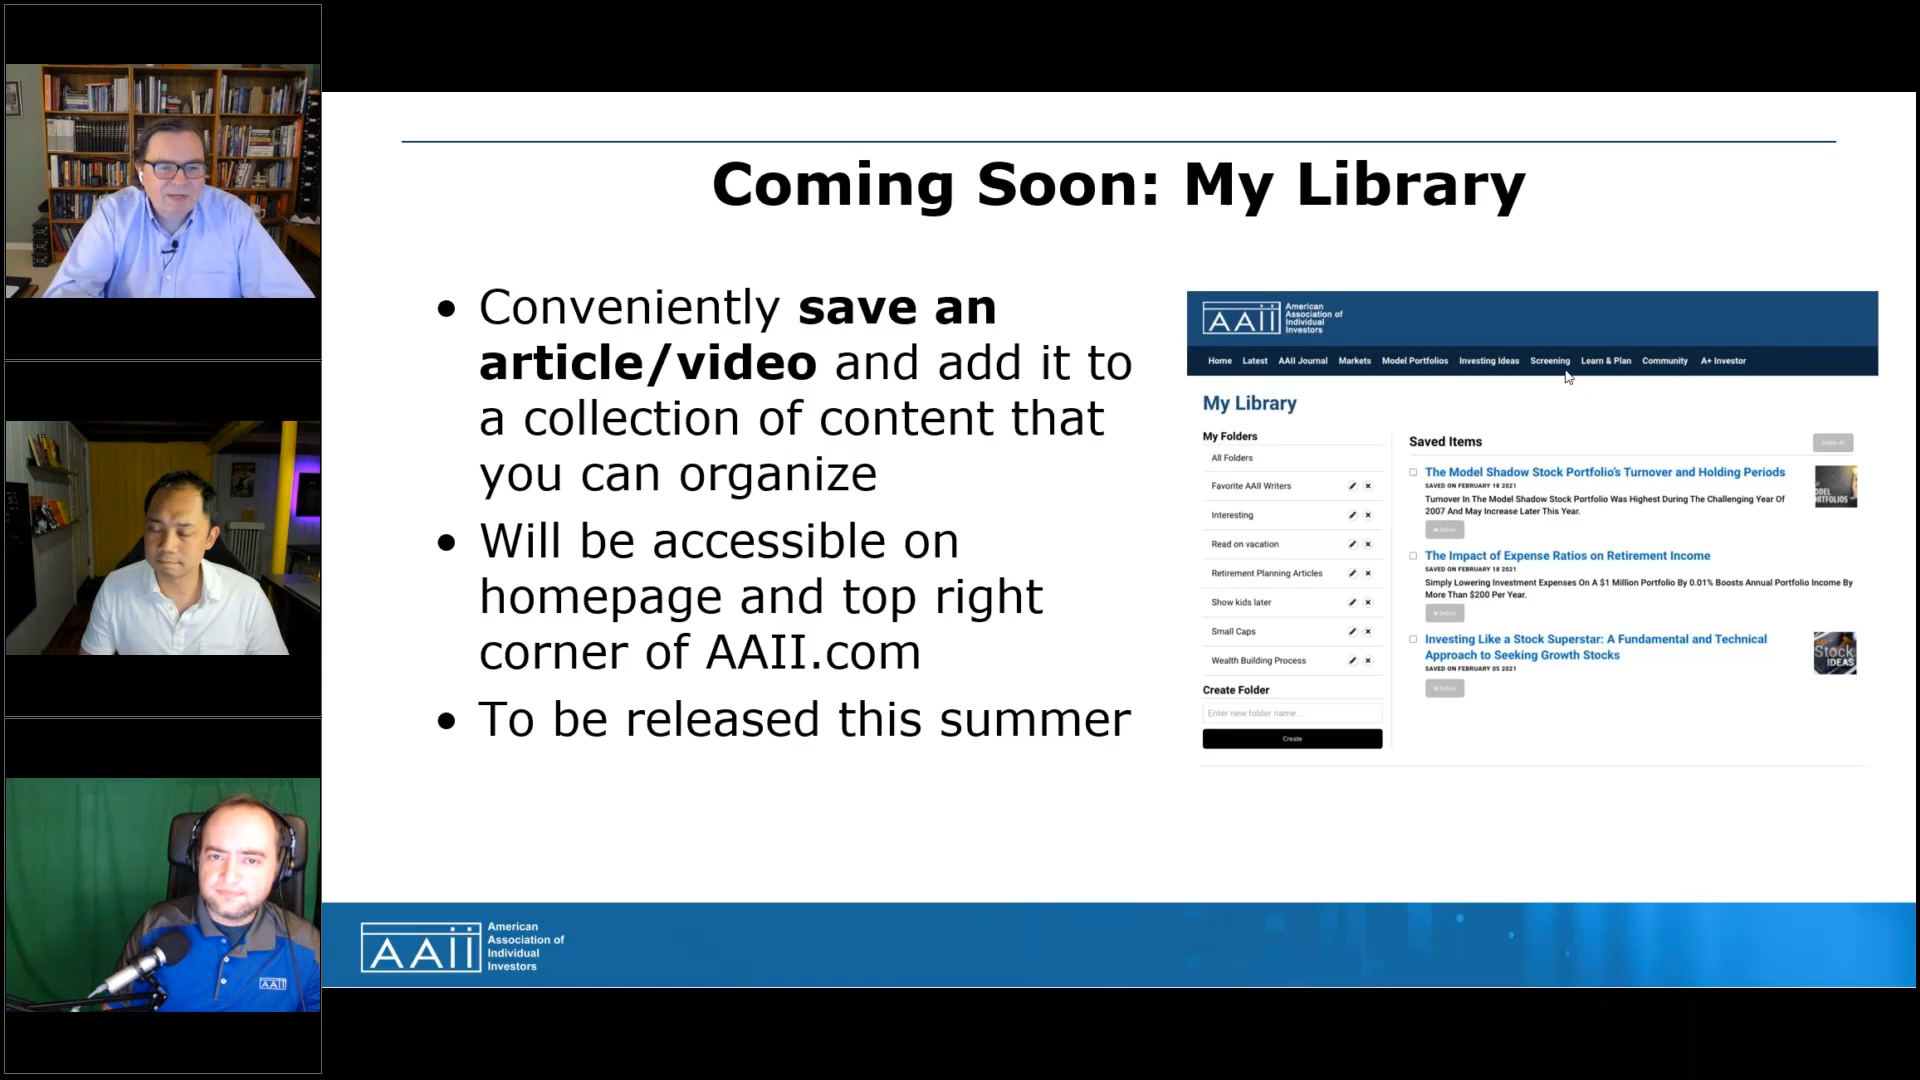 Coming Soon: My Library
• Conveniently save an
article/video and add it to
a collection of content that
you can organize
• Will be accessible on
homepage and top right
corner of AAII.com
• To be released this summer
AAII
American
Association of
Individual
Investors
Home Latest AAII Journal Markets Model Portfolios Investing Ideas Screening Learn & Plan Community A+ Investor
My Library
My Folders
All Folders
Favorite AAII Writers
Interesting
Read on vacation
Retirement Planning Articles
Show kids later
Small Caps
Wealth Building Process
Create Folder
Enter new folder name...
Create
Saved Items
The Model Shadow Stock Portfolio's Turnover and Holding Periods
SAVED ON FEBRUARY 18 2021
Turnover In The Model Shadow Stock Portfolio Was Highest During The Challenging Year Of
2007 And May Increase Later This Year.
The Impact of Expense Ratios on Retirement Income
SAVED ON FEBRUARY 18 2021
Simply Lowering Investment Expenses On A $1 Million Portfolio By 0.01% Boosts Annual Portfolio Income By
More Than $200 Per Year.
Investing Like a Stock Superstar: A Fundamental and Technical
Approach to Seeking Growth Stocks
SAVED ON FEBRUARY 05 2021
Stock
IDEAS
AAII
American
Association of
Individual
Investors
AAII